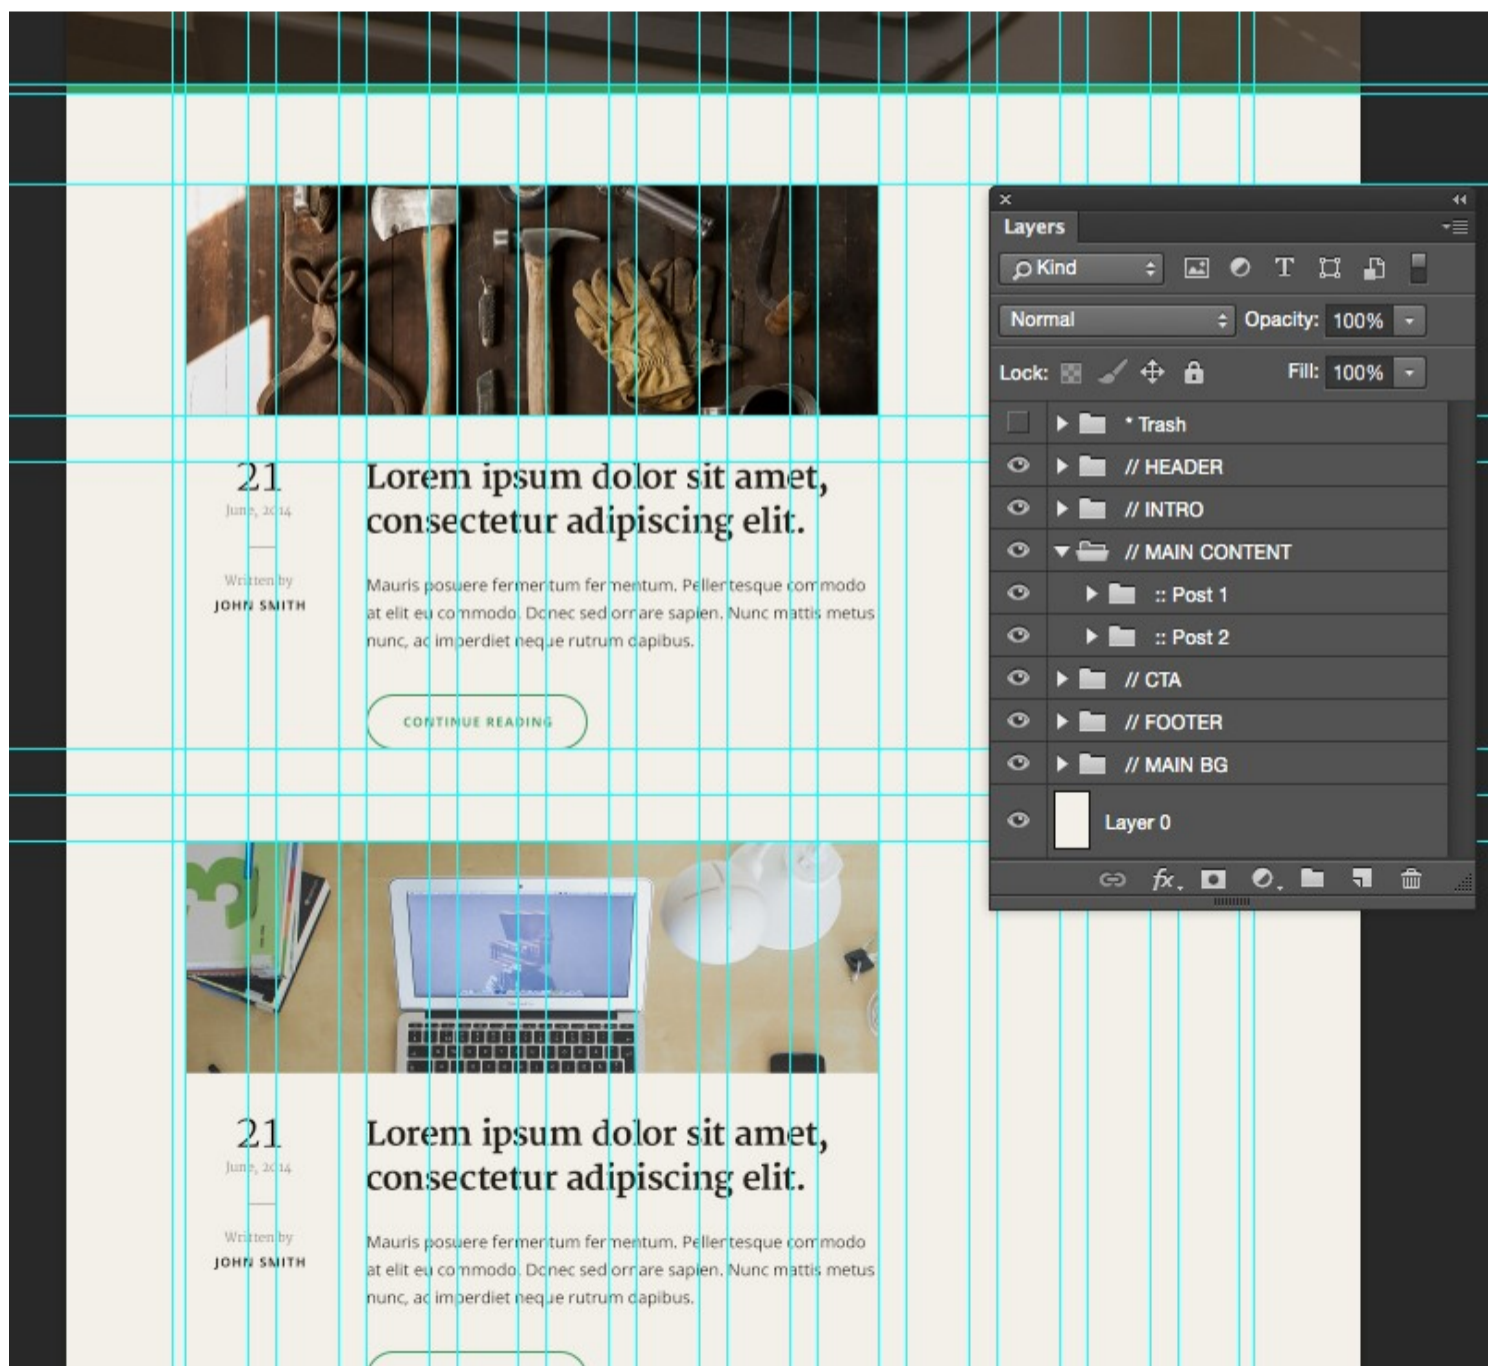 21
June, 2014
Written by
JOHN SMITH
Lorem ipsum dolor sit amet,
consectetur adipiscing elit.
Mauris posuere fermentum fermentum. Pellentesque commodo
at elit eu commodo. Donec sed ornare sapien. Nunc mattis metus
nunc, ac imperdiet neque rutrum dapibus.
CONTINUE READING
3
21
June, 2014
Written by
JOHN SMITH
Lorem ipsum dolor sit amet,
consectetur adipiscing elit.
Mauris posuere fermentum fermentum. Pellentesque commodo
at elit eu commodo. Donec sed ornare sapien. Nunc mattis metus
nunc, ac imperdiet neque rutrum dapibus.
Layers
Kind
T
Normal
Opacity: 100%
Lock:
Fill: 100%
* Trash
// HEADER
// INTRO
// MAIN CONTENT
:: Post 1
:: Post 2
// CTA
// FOOTER
// MAIN BG
Layer 0
fx